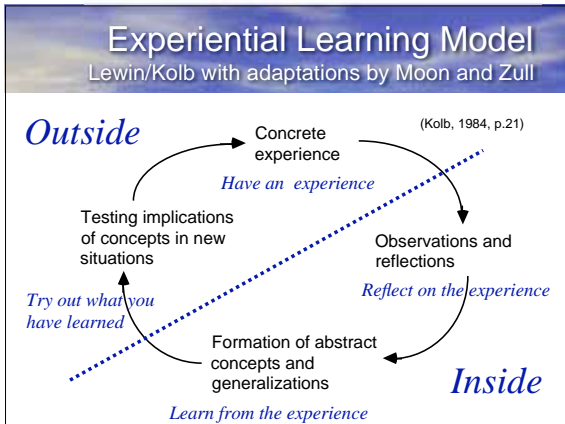 Experiential Learning Model
Lewin/Kolb with adaptations by Moon and Zull
Outside
(Kolb, 1984, p.21)
Concrete
experience
Have an experience
Testing implications
of concepts in new
situations
Observations and
reflections
Try out what you
have learned
Reflect on the experience
Formation of abstract
concepts and
generalizations
Inside
Learn from the experience